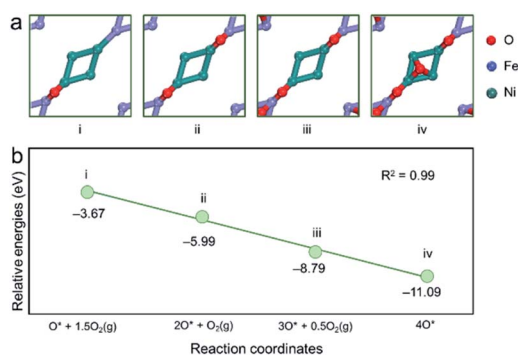 a
O
Fe
Ni
i ii iii iv
b
R² = 0.99
i
−3.67
ii
−5.99
iii
−8.79
iv
−11.09
Relative energies (eV)
O* + 1.5O₂(g) 2O* + O₂(g) 3O* + 0.5O₂(g) 4O*
Reaction coordinates